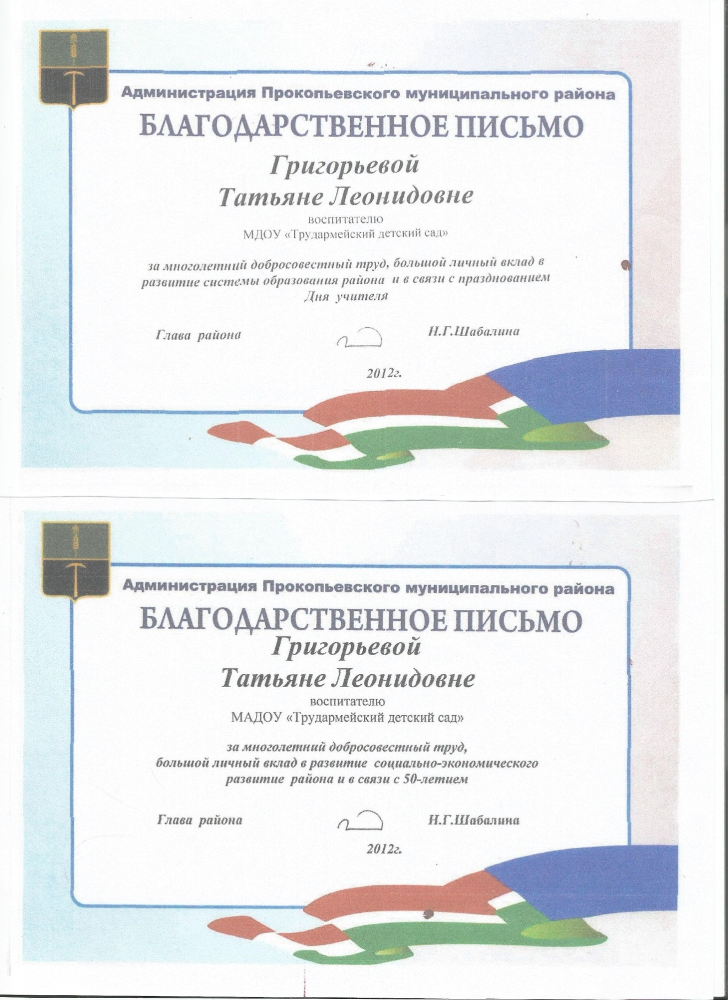 Администрация Прокопьевского муниципального района
БЛАГОДАРСТВЕННОЕ ПИСЬМО
Григорьевой
Татьяне Леонидовне
воспитателю
МДОУ «Трудармейский детский сад»
за многолетний добросовестный труд, большой личный вклад в
развитие системы образования района и в связи с празднованием
Дня учителя
Глава района Н.Г.Шабалина
2012г.
Администрация Прокопьевского муниципального района
БЛАГОДАРСТВЕННОЕ ПИСЬМО
Григорьевой
Татьяне Леонидовне
воспитателю
МАДОУ «Трудармейский детский сад»
за многолетний добросовестный труд,
большой личный вклад в развитие социально-экономического
развитие района и в связи с 50-летием
Глава района Н.Г.Шабалина
2012г.